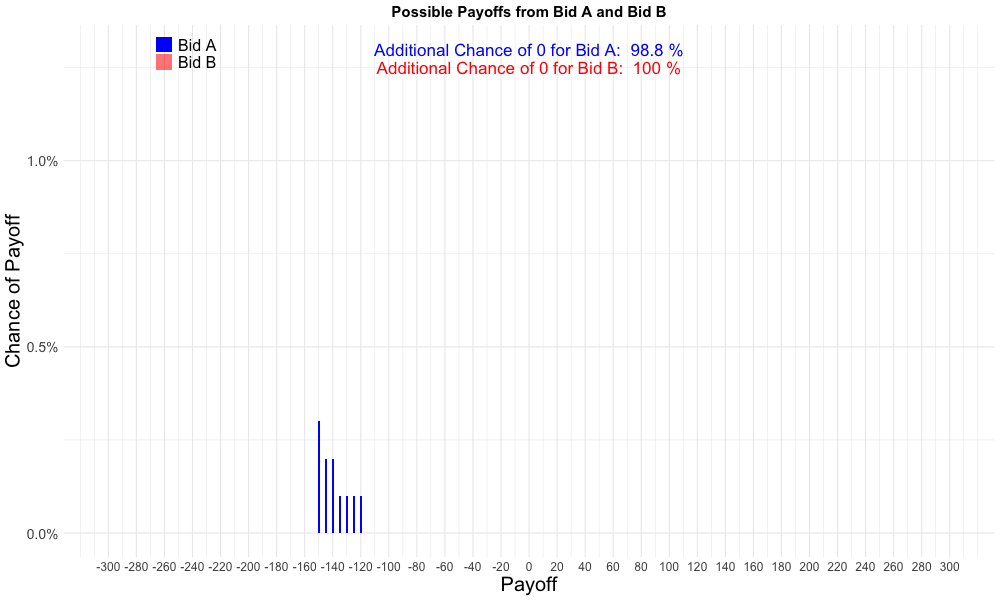 Possible Payoffs from Bid A and Bid B
Bid A
Bid B
Additional Chance of 0 for Bid A: 98.8 %
Additional Chance of 0 for Bid B: 100 %
Chance of Payoff
1.0%
0.5%
0.0%
-300 -280 -260 -240 -220 -200 -180 -160 -140 -120 -100 -80 -60 -40 -20 0 20 40 60 80 100 120 140 160 180 200 220 240 260 280 300
Payoff